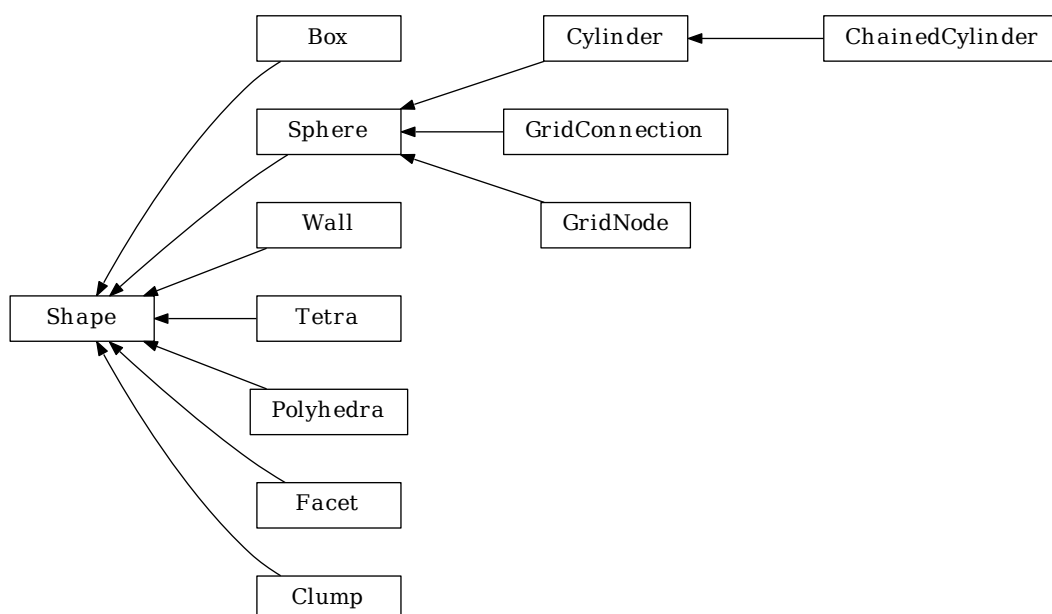 Box
Cylinder
ChainedCylinder
Sphere
GridConnection
Wall
GridNode
Shape
Tetra
Polyhedra
Facet
Clump